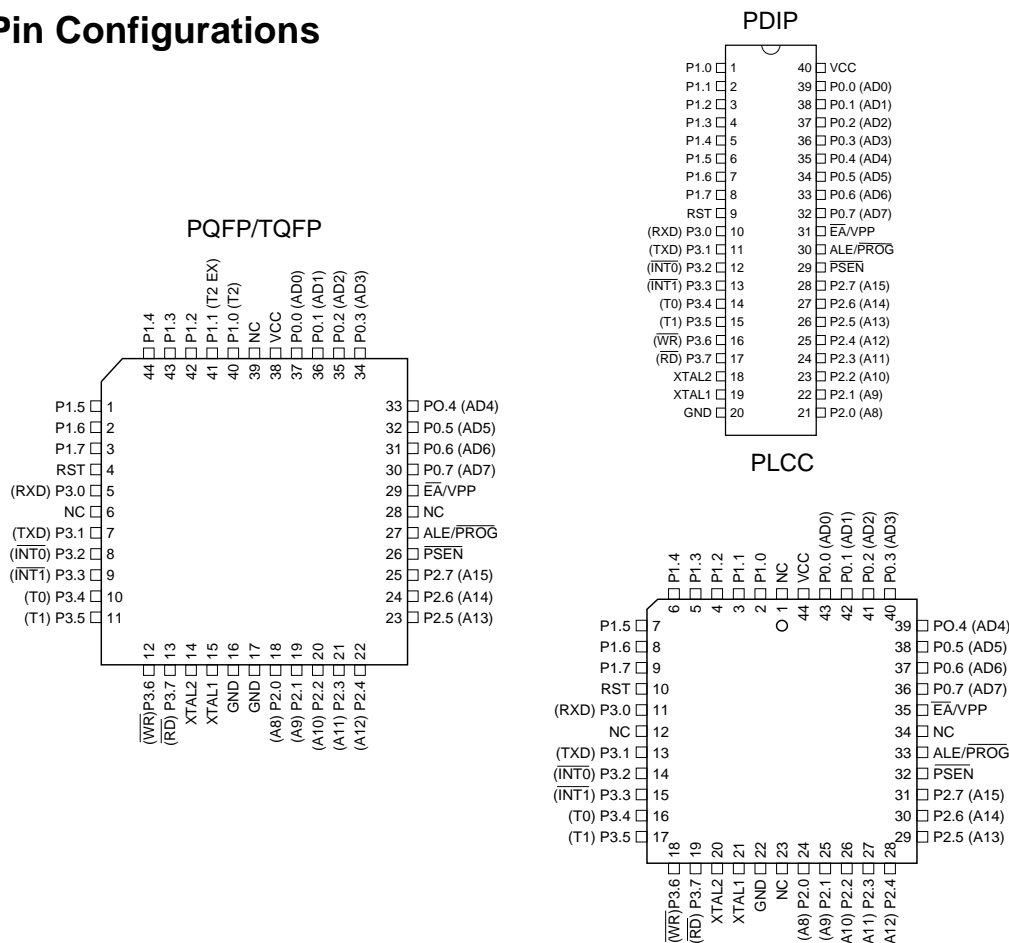 Pin Configurations
PDIP
P1.0 1 40 VCC
P1.1 2 39 P0.0 (AD0)
P1.2 3 38 P0.1 (AD1)
P1.3 4 37 P0.2 (AD2)
P1.4 5 36 P0.3 (AD3)
P1.5 6 35 P0.4 (AD4)
P1.6 7 34 P0.5 (AD5)
P1.7 8 33 P0.6 (AD6)
RST 9 32 P0.7 (AD7)
(RXD) P3.0 10 31 EA/VPP
(TXD) P3.1 11 30 ALE/PROG
(INT0) P3.2 12 29 PSEN
(INT1) P3.3 13 28 P2.7 (A15)
(T0) P3.4 14 27 P2.6 (A14)
(T1) P3.5 15 26 P2.5 (A13)
(WR) P3.6 16 25 P2.4 (A12)
(RD) P3.7 17 24 P2.3 (A11)
XTAL2 18 23 P2.2 (A10)
XTAL1 19 22 P2.1 (A9)
GND 20 21 P2.0 (A8)
PQFP/TQFP
P1.4 P1.3 P1.2 P1.1 (T2 EX) P1.0 (T2) NC VCC P0.0 (AD0) P0.1 (AD1) P0.2 (AD2) P0.3 (AD3)
44 43 42 41 40 39 38 37 36 35 34
P1.5 1 33 PO.4 (AD4)
P1.6 2 32 P0.5 (AD5)
P1.7 3 31 P0.6 (AD6)
RST 4 30 P0.7 (AD7)
(RXD) P3.0 5 29 EA/VPP
NC 6 28 NC
(TXD) P3.1 7 27 ALE/PROG
(INT0) P3.2 8 26 PSEN
(INT1) P3.3 9 25 P2.7 (A15)
(T0) P3.4 10 24 P2.6 (A14)
(T1) P3.5 11 23 P2.5 (A13)
12 13 14 15 16 17 18 19 20 21 22
(WR)P3.6 (RD) P3.7 XTAL2 XTAL1 GND GND (A8) P2.0 (A9) P2.1 (A10) P2.2 (A11) P2.3 (A12) P2.4
PLCC
P1.4 P1.3 P1.2 P1.1 P1.0 NC VCC P0.0 (AD0) P0.1 (AD1) P0.2 (AD2) P0.3 (AD3)
6 5 4 3 2 1 44 43 42 41 40
P1.5 7 39 PO.4 (AD4)
P1.6 8 38 P0.5 (AD5)
P1.7 9 37 P0.6 (AD6)
RST 10 36 P0.7 (AD7)
(RXD) P3.0 11 35 EA/VPP
NC 12 34 NC
(TXD) P3.1 13 33 ALE/PROG
(INT0) P3.2 14 32 PSEN
(INT1) P3.3 15 31 P2.7 (A15)
(T0) P3.4 16 30 P2.6 (A14)
(T1) P3.5 17 29 P2.5 (A13)
18 19 20 21 22 23 24 25 26 27 28
(WR)P3.6 (RD) P3.7 XTAL2 XTAL1 GND NC (A8) P2.0 (A9) P2.1 A10) P2.2 A11) P2.3 A12) P2.4